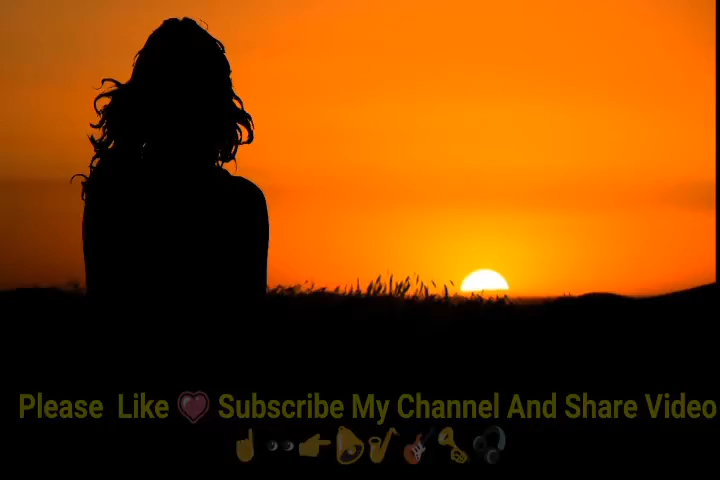 Please Like 💗 Subscribe My Channel And Share Video
☝️👀👉🔔🎷🎸🎺🎧